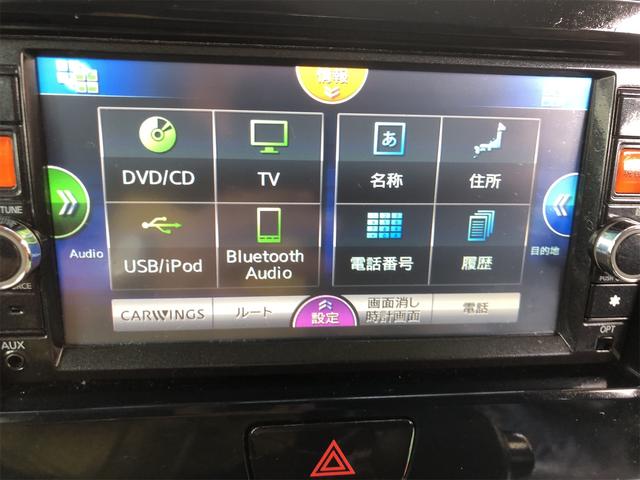 情報
DVD/CD
TV
あ
名称
住所
TUNE
USB/iPod
Bluetooth
Audio
電話番号
履歴
Audio
目的地
CARWINGS
ルート
設定
画面消し
時計画面
電話
AUX
OPT